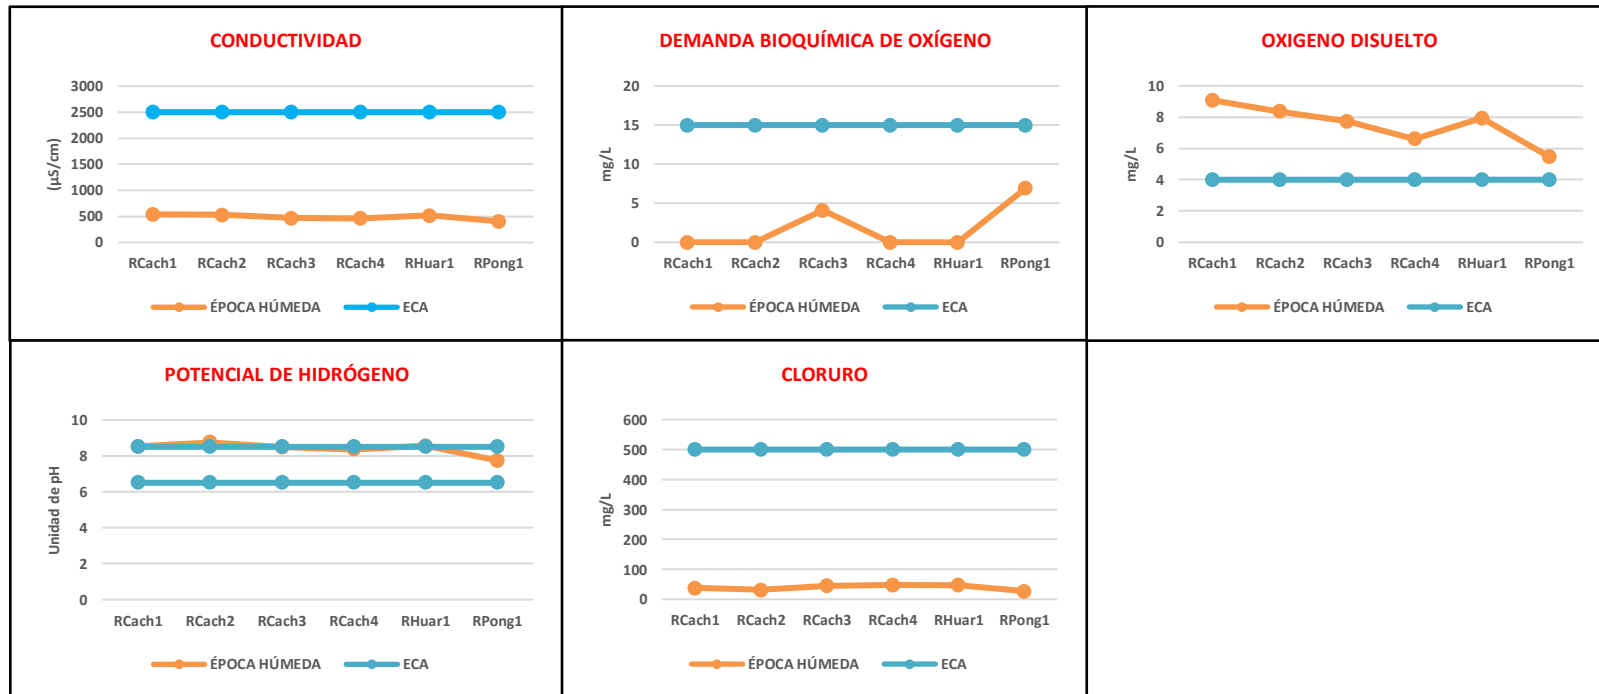 CONDUCTIVIDAD
3000
2500
2000
1500
1000
500
0
(µS/cm)
RCach1 RCach2 RCach3 RCach4 RHuar1 RPong1
ÉPOCA HÚMEDA ECA
DEMANDA BIOQUÍMICA DE OXÍGENO
20
15
10
5
0
mg/L
RCach1 RCach2 RCach3 RCach4 RHuar1 RPong1
ÉPOCA HÚMEDA ECA
OXIGENO DISUELTO
10
8
6
4
2
0
mg/L
RCach1 RCach2 RCach3 RCach4 RHuar1 RPong1
ÉPOCA HÚMEDA ECA
POTENCIAL DE HIDRÓGENO
10
8
6
4
2
0
Unidad de pH
RCach1 RCach2 RCach3 RCach4 RHuar1 RPong1
ÉPOCA HÚMEDA ECA
CLORURO
600
500
400
300
200
100
0
mg/L
RCach1 RCach2 RCach3 RCach4 RHuar1 RPong1
ÉPOCA HÚMEDA ECA